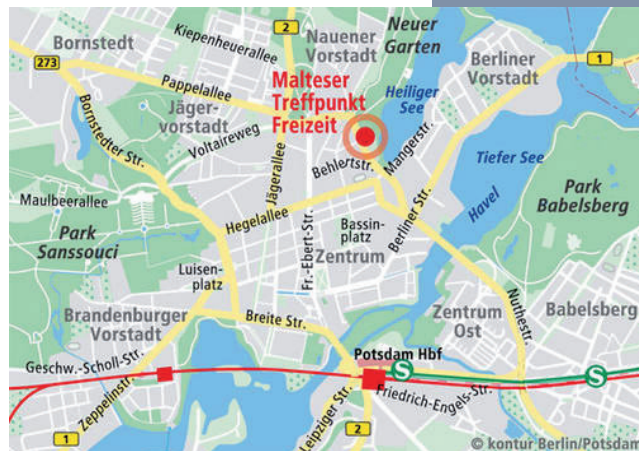 Bornstedt
Kiepenheuerallee
2
Nauener
Vorstadt
Neuer
Garten
Berliner
Vorstadt
1
273
Pappelallee
Malteser
Treffpunkt
Freizeit
Heiliger
See
Jäger-
vorstadt
Bornstedter Str.
Voltaireweg
Jägerallee
Behlertstr.
Mangerstr.
Tiefer See
Maulbeerallee
Park
Sanssouci
Hegelallee
Fr.-Ebert-Str.
Bassin-
platz
Berliner Str.
Havel
Park
Babelsberg
Zentrum
Luisen-
platz
Brandenburger
Vorstadt
Breite Str.
Zentrum
Ost
Nuthestr.
Babelsberg
Geschw.-Scholl-Str.
Potsdam Hbf
S
S
Zeppelinstr.
Leipziger Str.
Friedrich-Engels-Str.
1
2
© kontur Berlin/Potsdam